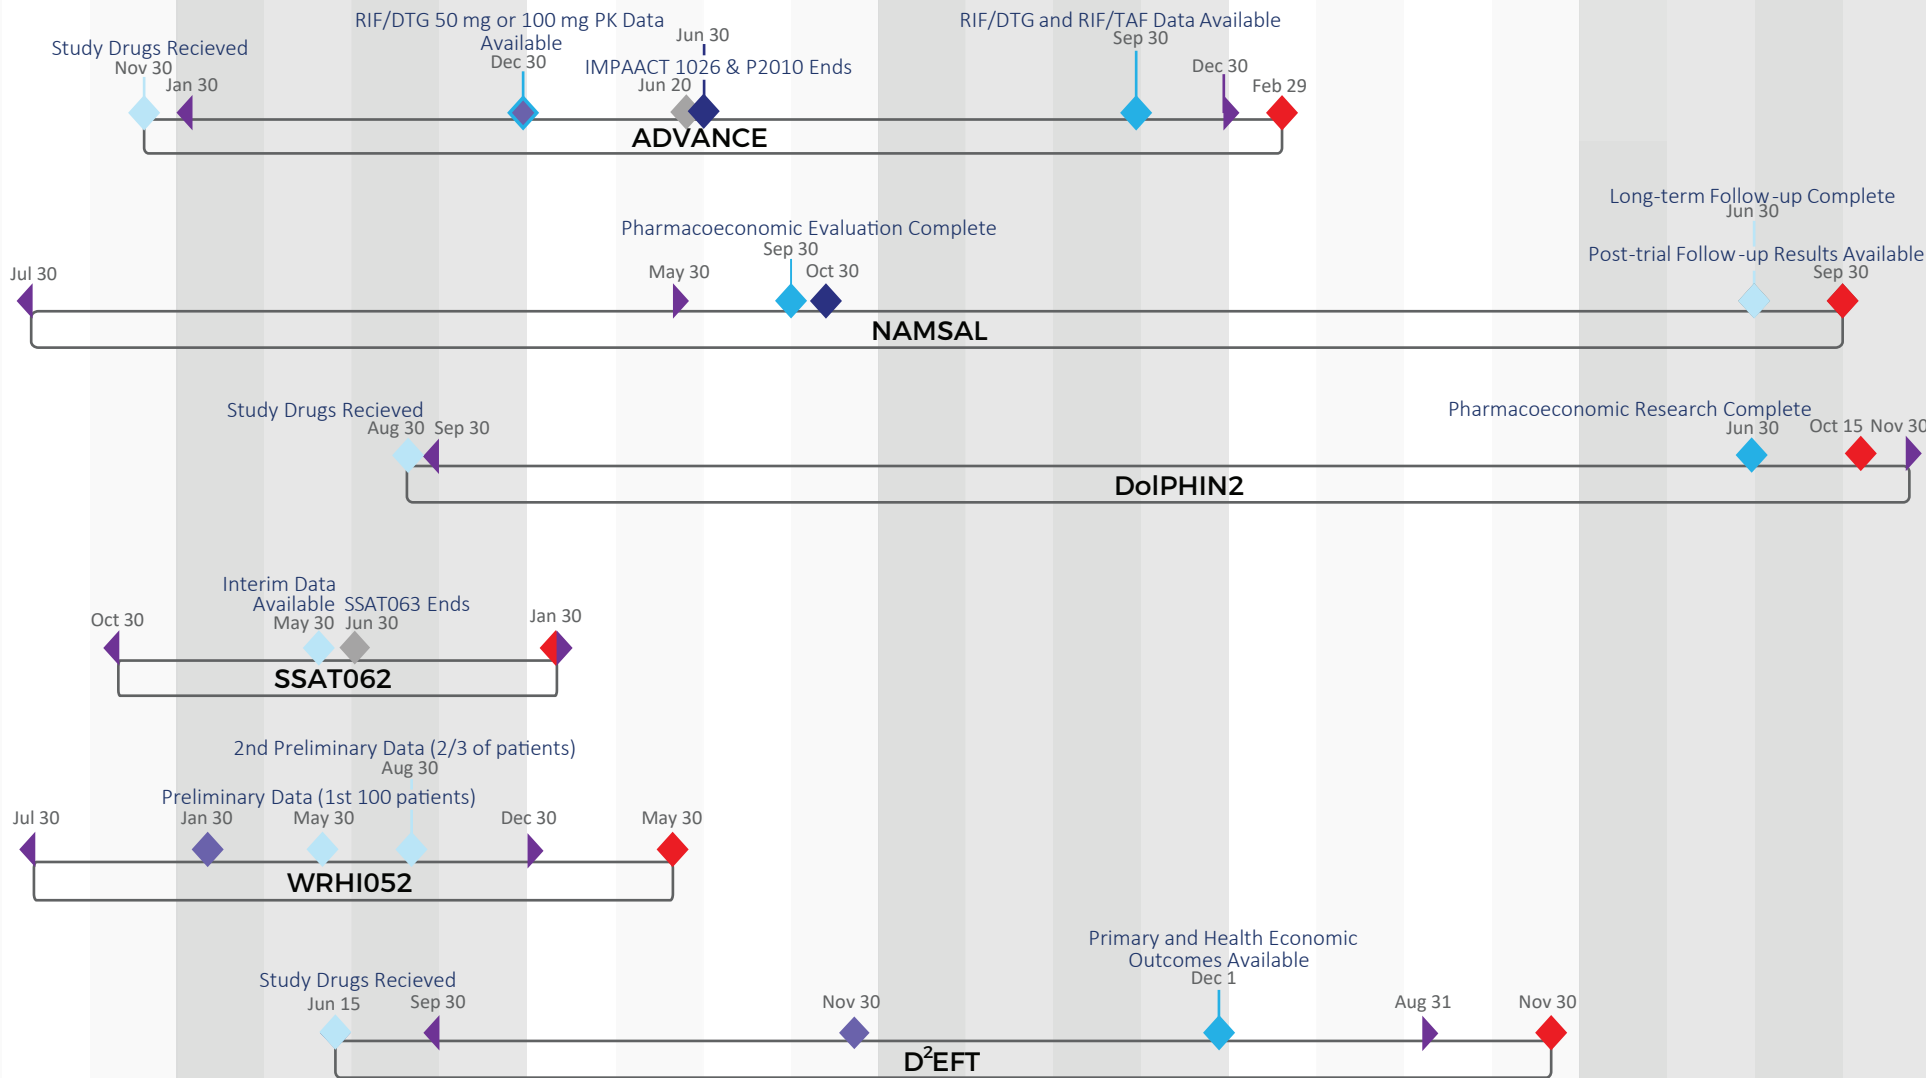 RIF/DTG 50 mg or 100 mg PK Data
Available
Dec 30
RIF/DTG and RIF/TAF Data Available
Sep 30
Study Drugs Recieved
Nov 30
Jan 30
Jun 30
IMPAACT 1026 & P2010 Ends
Jun 20
Dec 30
Feb 29
ADVANCE
Long-term Follow-up Complete
Jun 30
Pharmacoeconomic Evaluation Complete
Sep 30
Post-trial Follow-up Results Available
Sep 30
Jul 30
May 30
Oct 30
NAMSAL
Study Drugs Recieved
Aug 30
Sep 30
Pharmacoeconomic Research Complete
Jun 30
Oct 15
Nov 30
DolPHIN2
Interim Data
Available
May 30
SSAT063 Ends
Jun 30
Oct 30
Jan 30
SSAT062
2nd Preliminary Data (2/3 of patients)
Aug 30
Preliminary Data (1st 100 patients)
Jul 30
Jan 30
May 30
Dec 30
May 30
WRHI052
Primary and Health Economic
Outcomes Available
Dec 1
Study Drugs Recieved
Jun 15
Sep 30
Nov 30
Aug 31
Nov 30
D²EFT